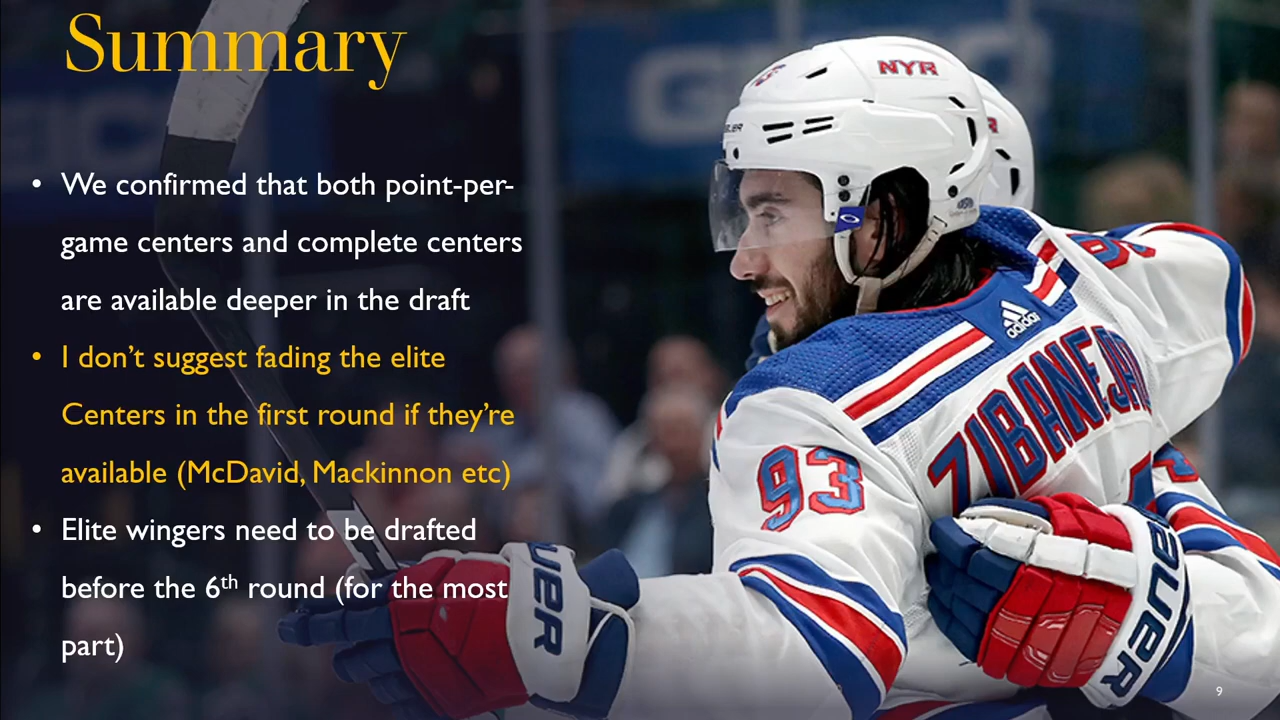 Summary
• We confirmed that both point-per-
game centers and complete centers
are available deeper in the draft
• I don’t suggest fading the elite
Centers in the first round if they’re
available (McDavid, Mackinnon etc)
• Elite wingers need to be drafted
before the 6th round (for the most
part)
NYR
adidas
ZIBANEJAD
93
BAUER
9